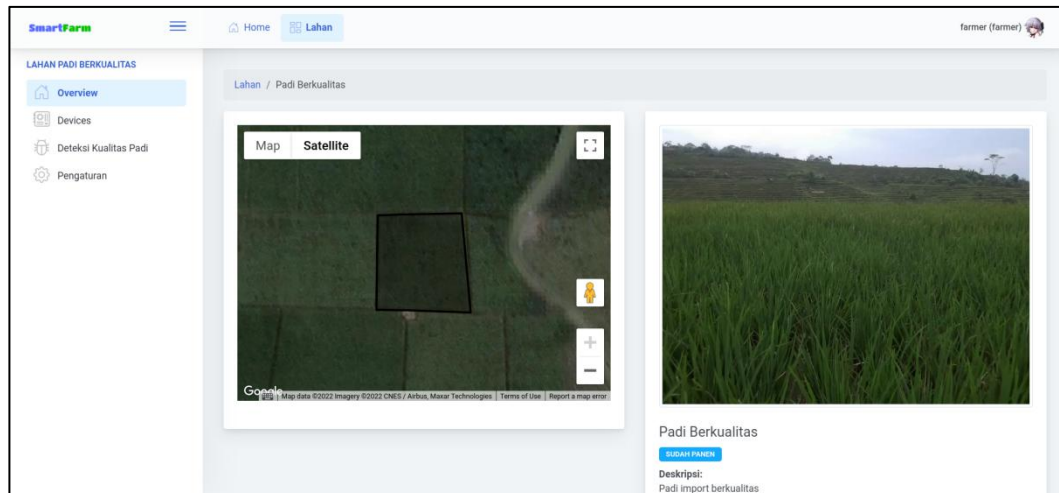 SmartFarm
Home
Lahan
farmer (farmer)
LAHAN PADI BERKUALITAS
Overview
Devices
Deteksi Kualitas Padi
Pengaturan
Lahan / Padi Berkualitas
Map
Satellite
Google
Map data ©2022 Imagery ©2022 CNES / Airbus, Maxar Technologies
Terms of Use
Report a map error
Padi Berkualitas
SUDAH PANEN
Deskripsi:
Padi import berkualitas